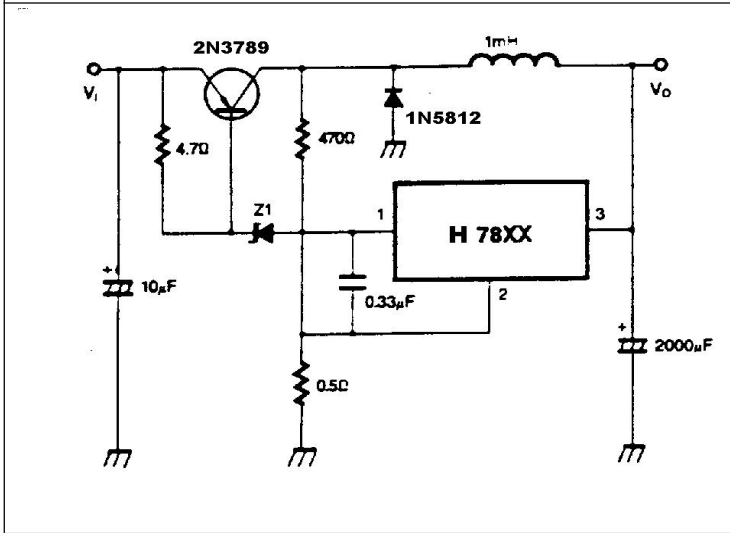 2N3789
1mH
VI
VO
4.7Ω
470Ω
1N5812
Z1
1
H 78XX
3
2
+
10μF
0.33μF
+
2000μF
0.5Ω